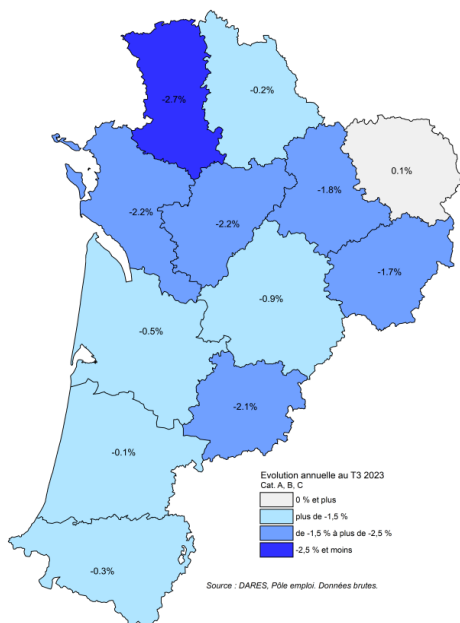 -2.7%
-0.2%
0.1%
-1.8%
-2.2%
-2.2%
-1.7%
-0.9%
-0.5%
-2.1%
-0.1%
-0.3%
Evolution annuelle au T3 2023
Cat. A, B, C
0 % et plus
plus de -1,5 %
de -1,5 % à plus de -2,5 %
-2,5 % et moins
Source : DARES, Pôle emploi. Données brutes.